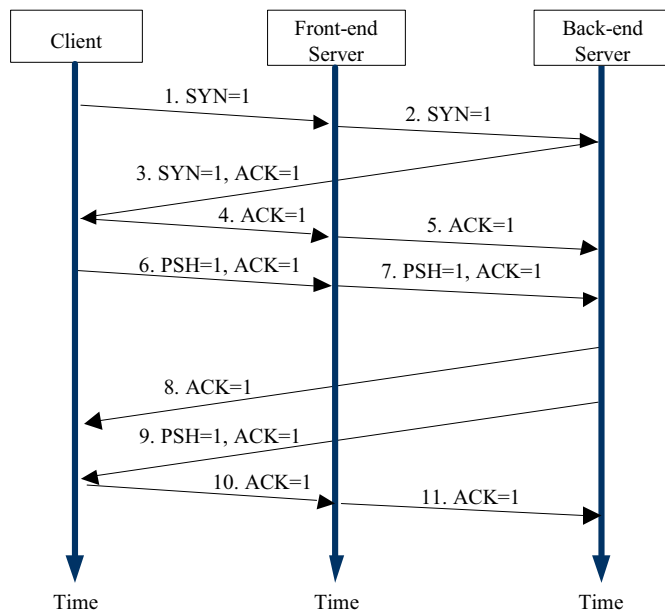 Client
Front-end
Server
Back-end
Server
1. SYN=1
2. SYN=1
3. SYN=1, ACK=1
4. ACK=1
5. ACK=1
6. PSH=1, ACK=1
7. PSH=1, ACK=1
8. ACK=1
9. PSH=1, ACK=1
10. ACK=1
11. ACK=1
Time
Time
Time